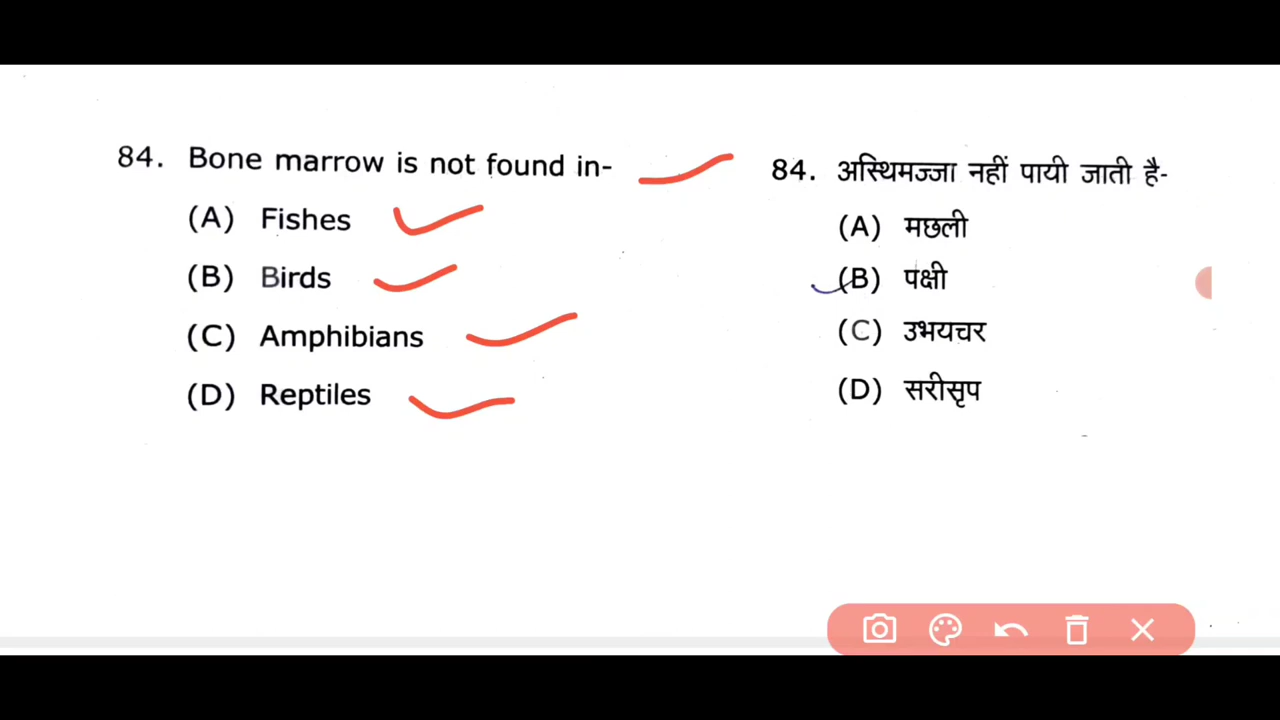 84. Bone marrow is not found in-
(A) Fishes
(B) Birds
(C) Amphibians
(D) Reptiles
84. अस्थिमज्जा नहीं पायी जाती है-
(A) मछली
(B) पक्षी
(C) उभयचर
(D) सरीसृप